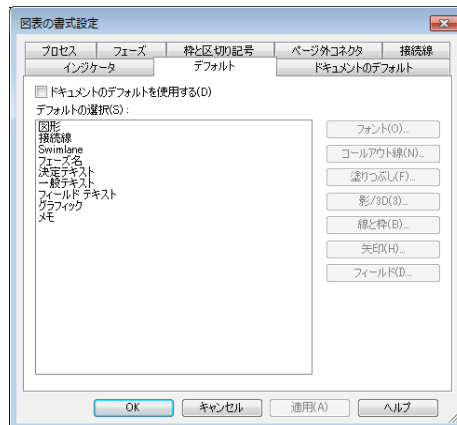 図表の書式設定
プロセス フェーズ 枠と区切り記号 ページ外コネクタ 接続線
インジケータ デフォルト ドキュメントのデフォルト
ドキュメントのデフォルトを使用する(D)
デフォルトの選択(S):
図形
接続線
Swimlane
フェーズ名
決定テキスト
一般テキスト
フィールド テキスト
グラフィック
メモ
フォント(O)...
コールアウト線(N)...
塗りつぶし(F)...
影/3D(3)...
線と枠(B)...
矢印(H)...
フィールド(I)...
OK キャンセル 適用(A) ヘルプ